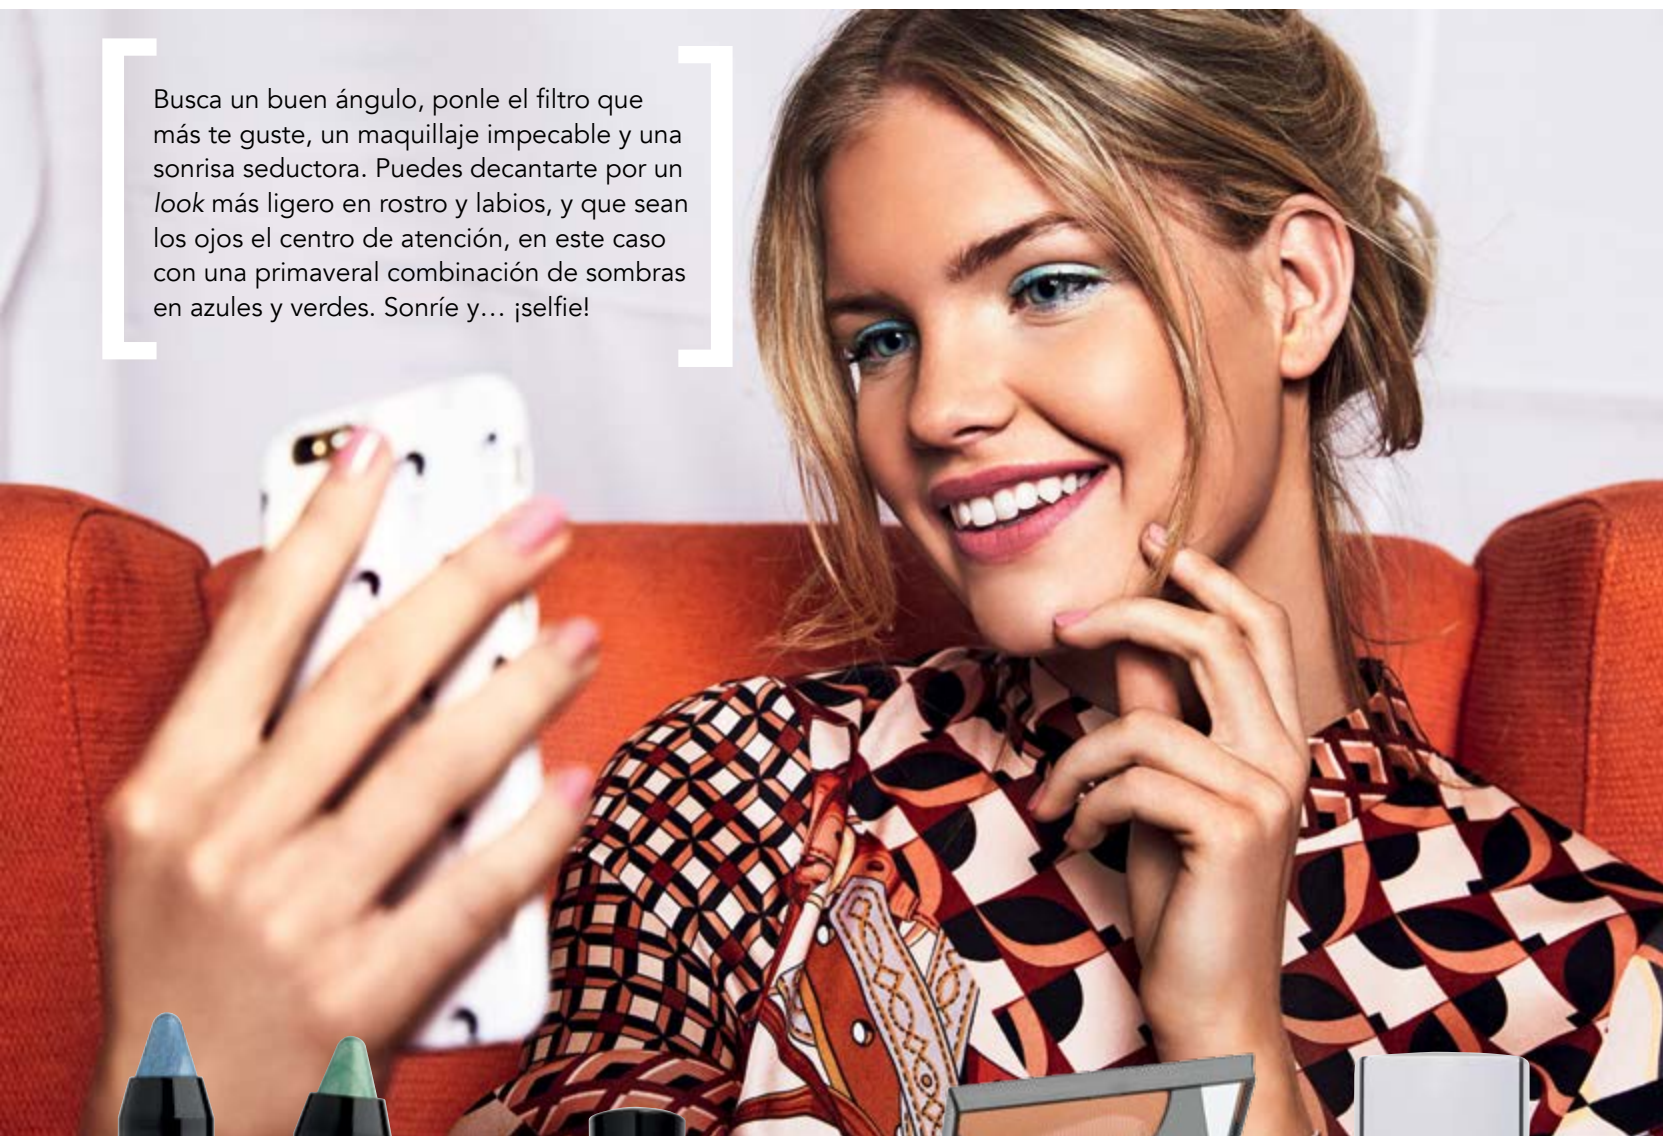 Busca un buen ángulo, ponle el filtro que
más te guste, un maquillaje impecable y una
sonrisa seductora. Puedes decantarte por un
look más ligero en rostro y labios, y que sean
los ojos el centro de atención, en este caso
con una primaveral combinación de sombras
en azules y verdes. Sonríe y… ¡selfie!